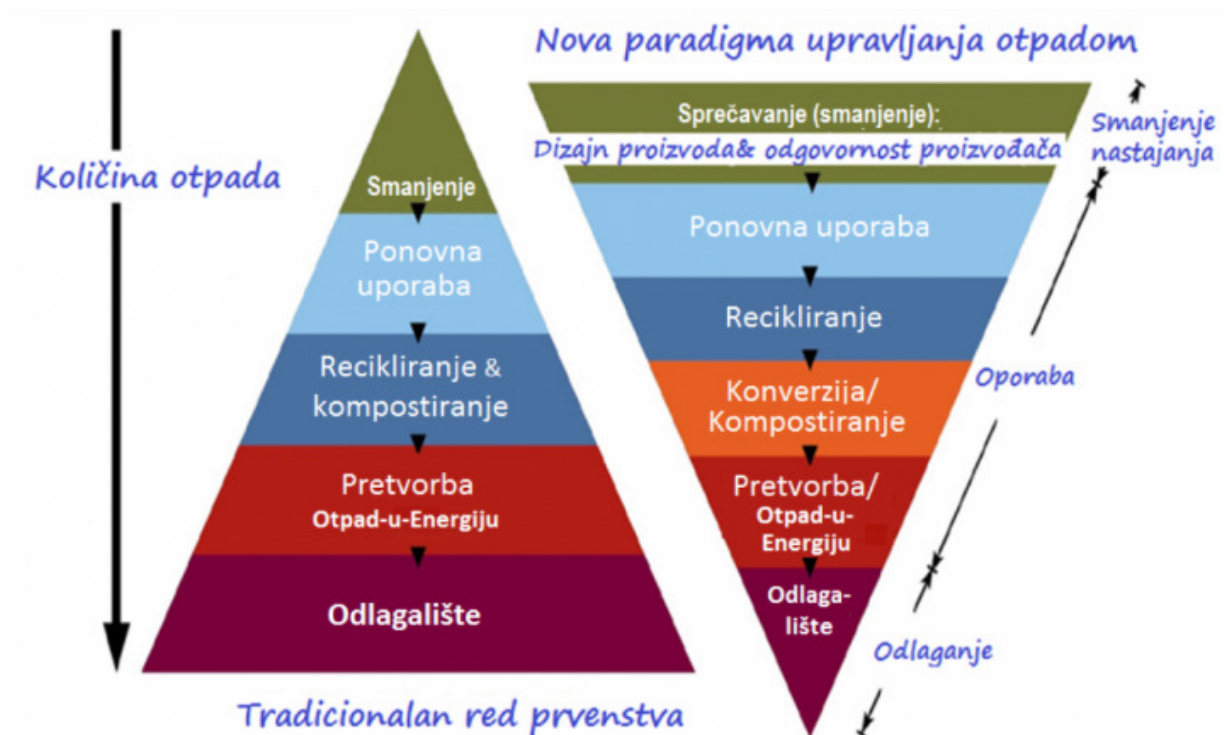 Nova paradigma upravljanja otpadom
Količina otpada
Smanjenje
Ponovna
uporaba
Recikliranje &
kompostiranje
Pretvorba
Otpad-u-Energiju
Odlagalište
Tradicionalan red prvenstva
Sprečavanje (smanjenje):
Dizajn proizvoda& odgovornost proizvođača
Ponovna uporaba
Recikliranje
Konverzija/
Kompostiranje
Pretvorba/
Otpad-u-
Energiju
Odlaga-
lište
Smanjenje
nastajanja
Oporaba
Odlaganje